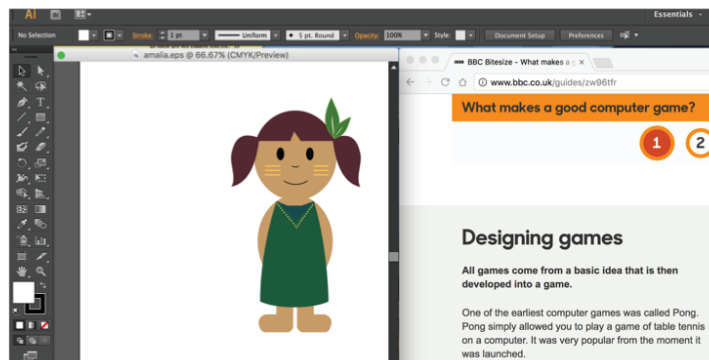 Ai
Essentials
No Selection
Stroke:
1 pt
Uniform
5 pt. Round
Opacity:
100%
Style:
Document Setup
Preferences
amalia.eps @ 66.67% (CMYK/Preview)
BBC Bitesize - What makes a g
www.bbc.co.uk/guides/zw96tfr
What makes a good computer game?
1
2
Designing games
All games come from a basic idea that is then
developed into a game.
One of the earliest computer games was called Pong.
Pong simply allowed you to play a game of table tennis
on a computer. It was very popular from the moment it
was launched.